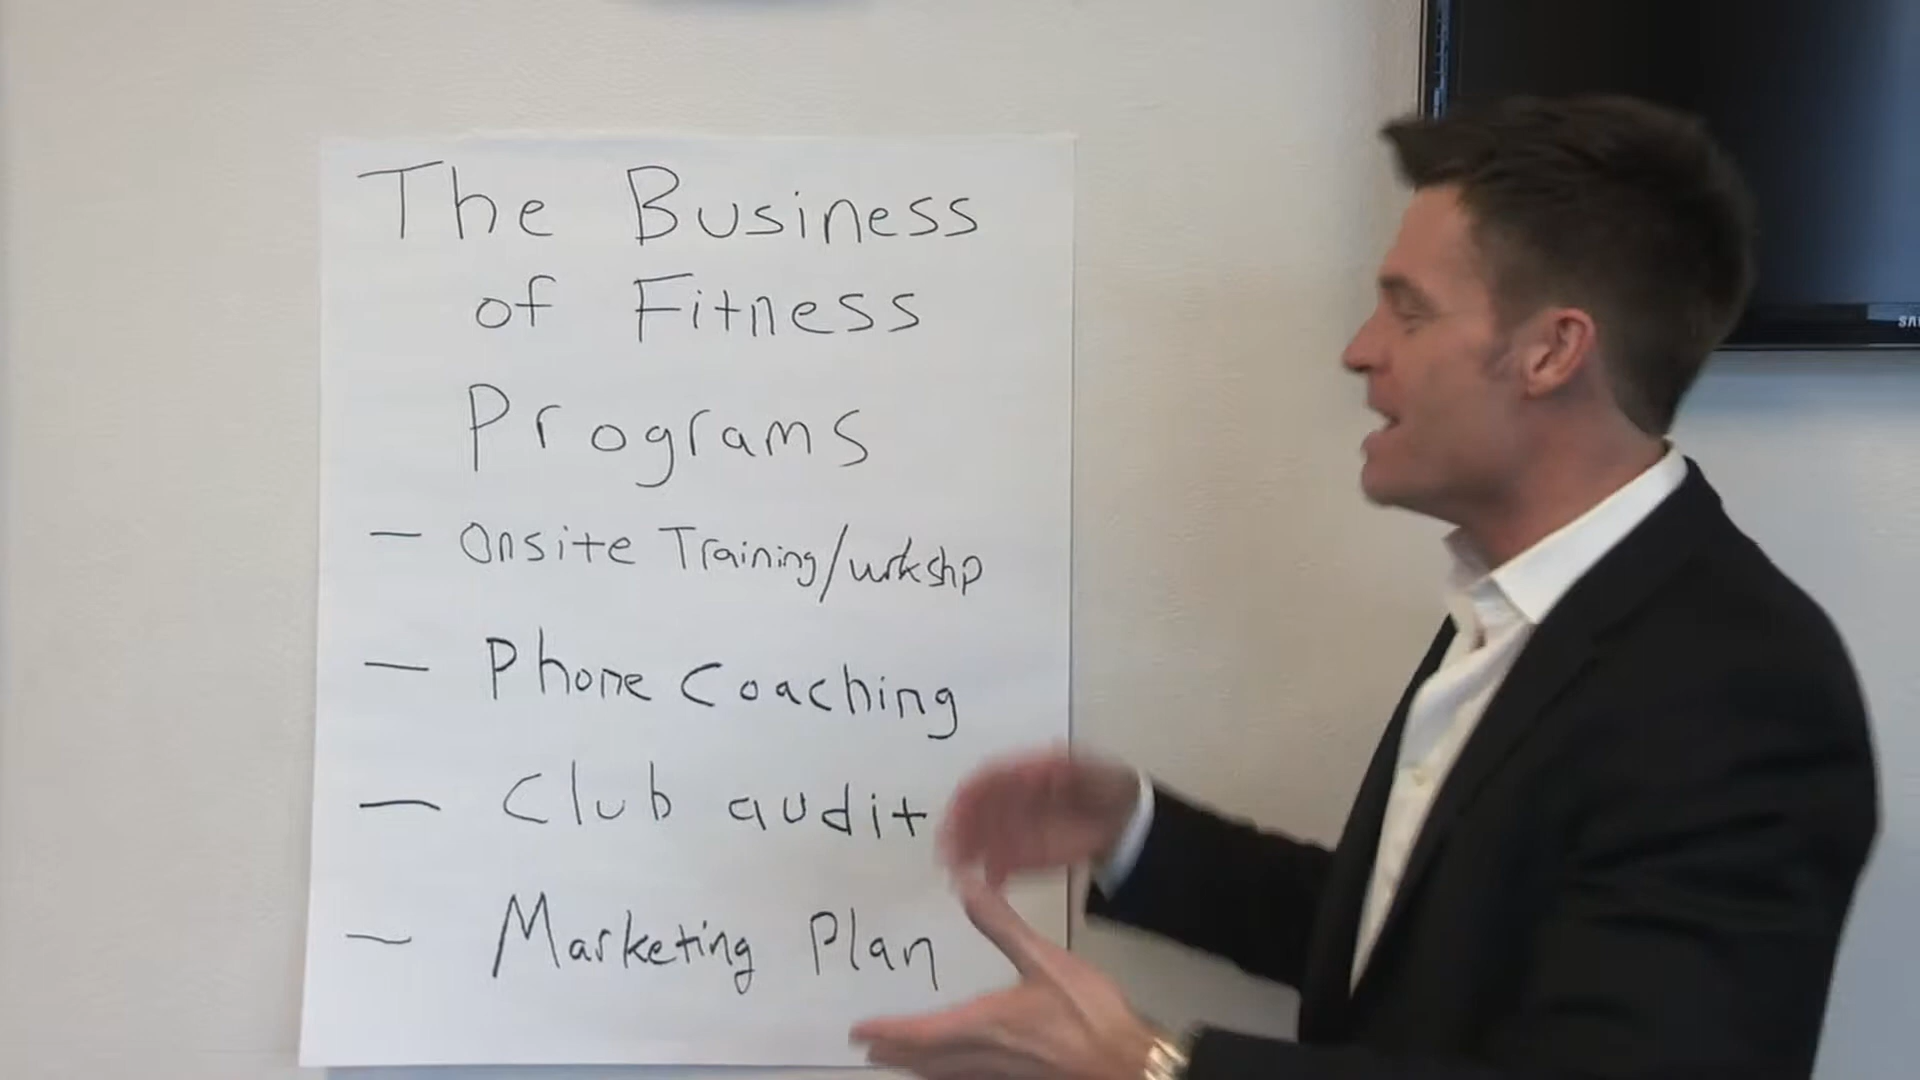 The Business
of Fitness
Programs
- Onsite Training/wrkshp
- Phone Coaching
- Club audit
- Marketing Plan